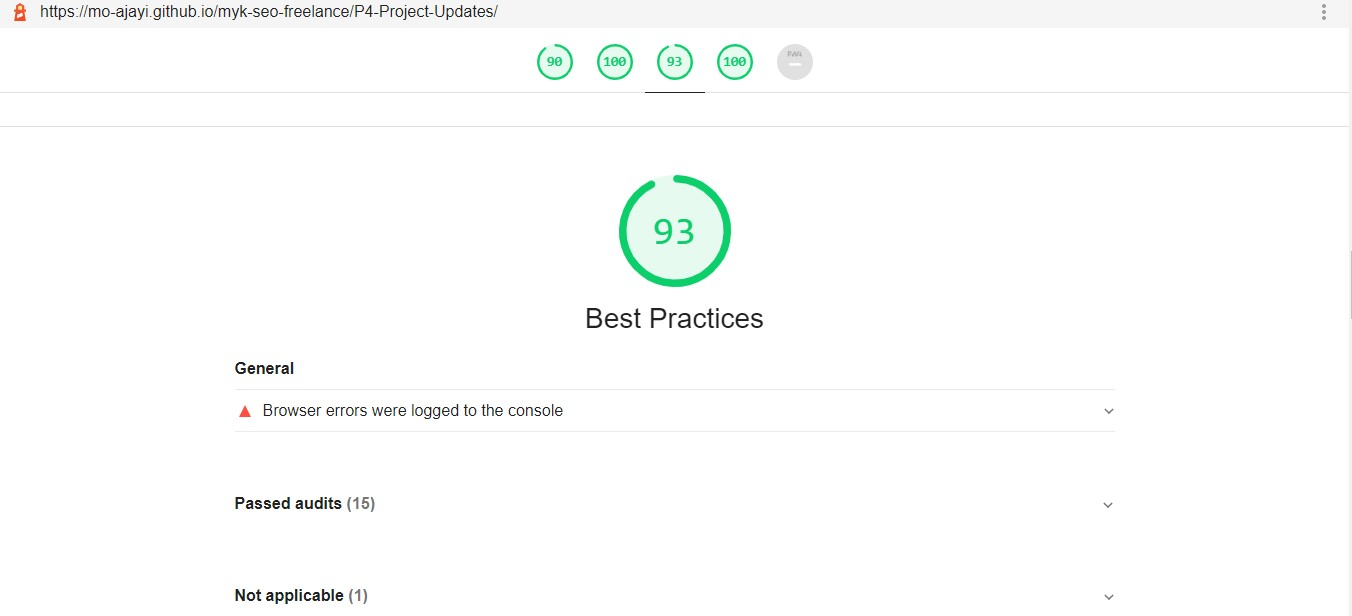 https://mo-ajayi.github.io/myk-seo-freelance/P4-Project-Updates/
90 100 93 100 PWA
93
Best Practices
General
Browser errors were logged to the console
Passed audits (15)
Not applicable (1)